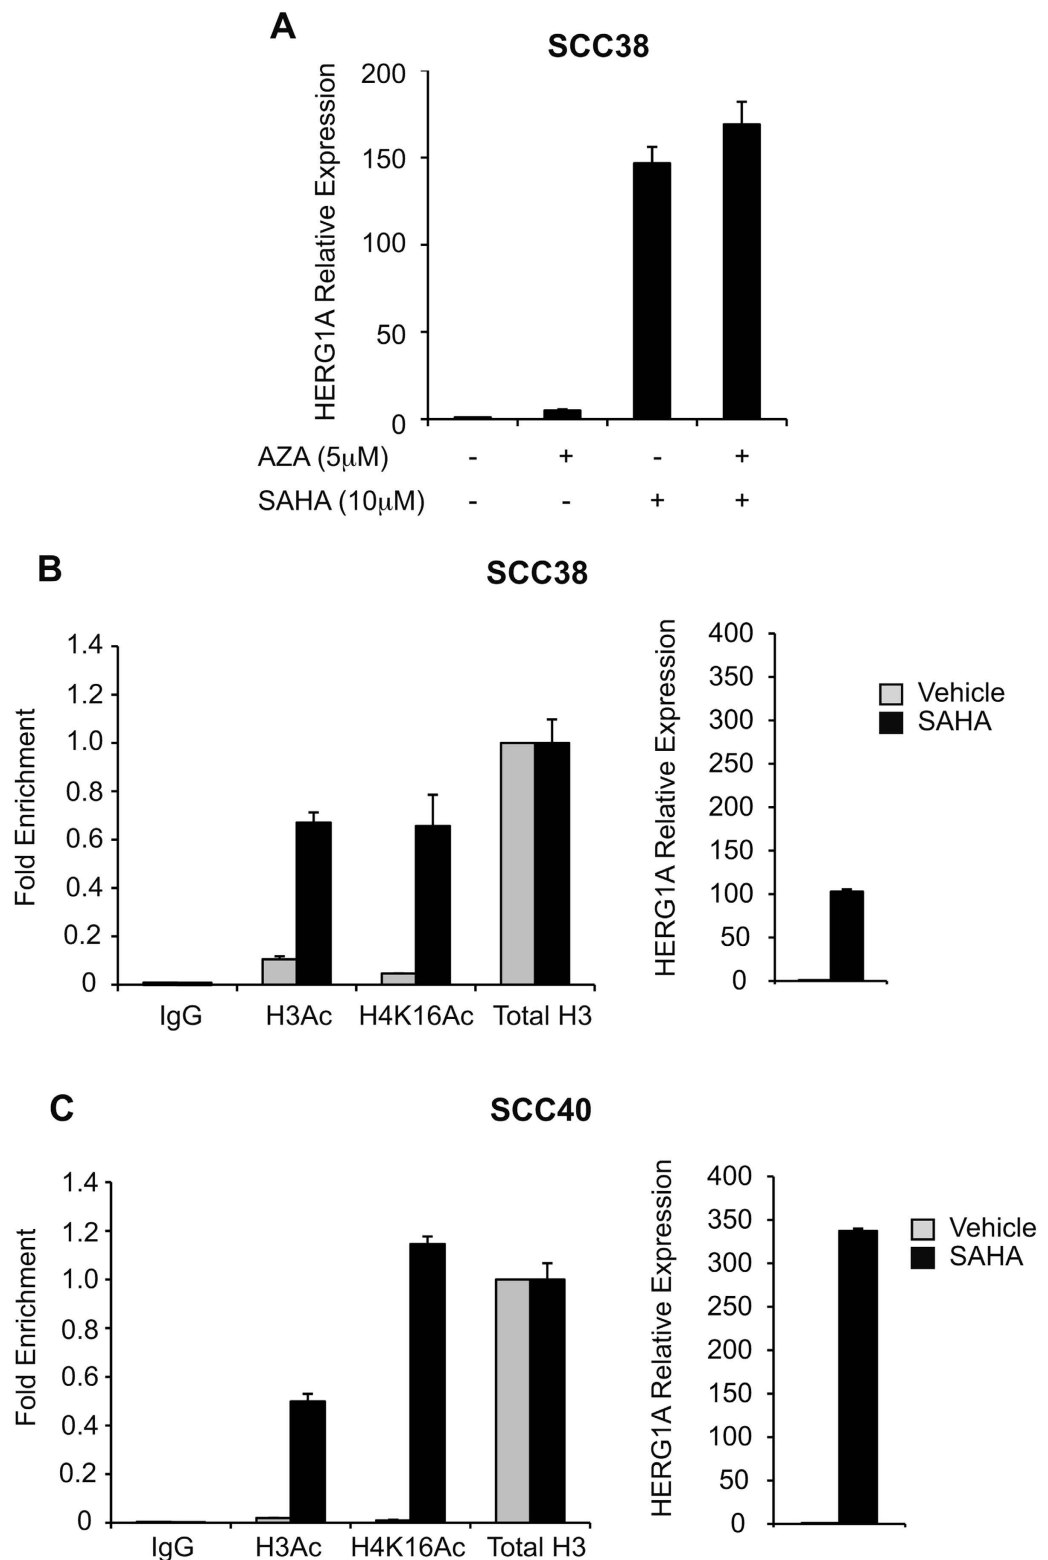 A
SCC38
HERG1A Relative Expression
200
150
100
50
0
AZA (5μM) - + - +
SAHA (10μM) - - + +
B
SCC38
Fold Enrichment
1.4
1.2
1.0
0.8
0.6
0.4
0.2
0
IgG H3Ac H4K16Ac Total H3
HERG1A Relative Expression
400
350
300
250
200
150
100
50
0
Vehicle
SAHA
C
SCC40
Fold Enrichment
1.4
1.2
1.0
0.8
0.6
0.4
0.2
0
IgG H3Ac H4K16Ac Total H3
HERG1A Relative Expression
400
350
300
250
200
150
100
50
0
Vehicle
SAHA